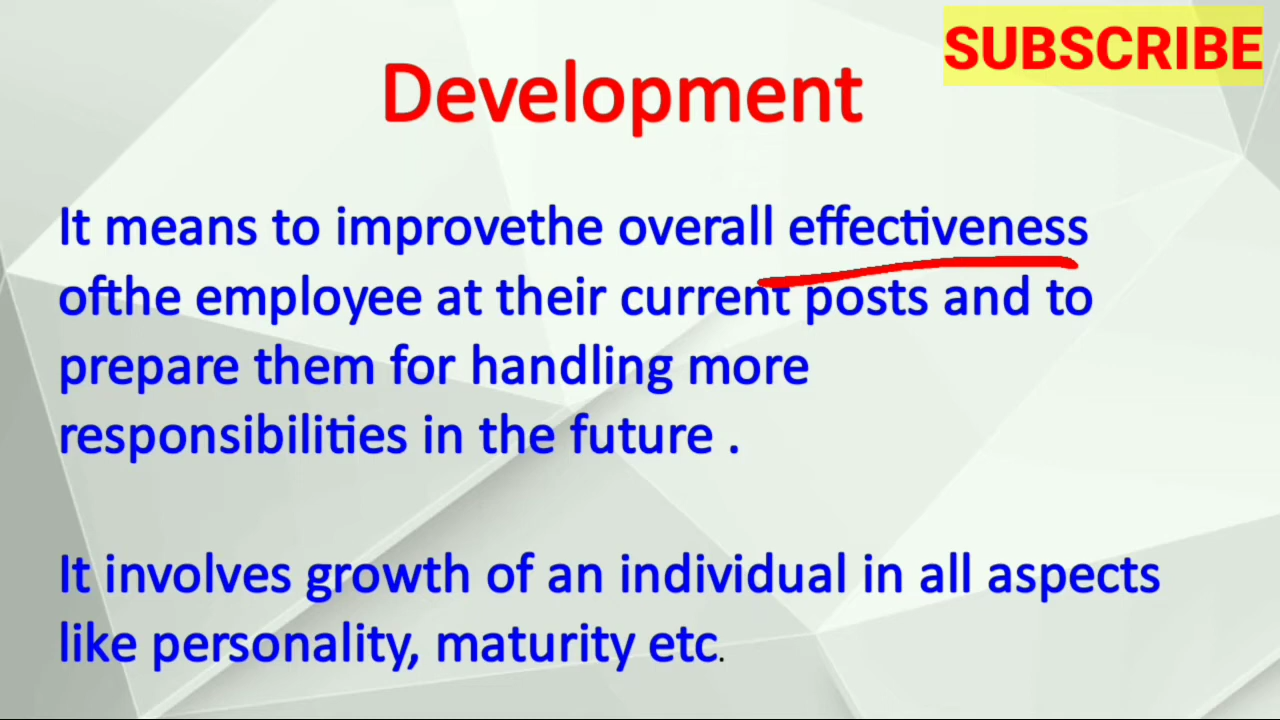 SUBSCRIBE
Development
It means to improvethe overall effectiveness
ofthe employee at their current posts and to
prepare them for handling more
responsibilities in the future .
It involves growth of an individual in all aspects
like personality, maturity etc.